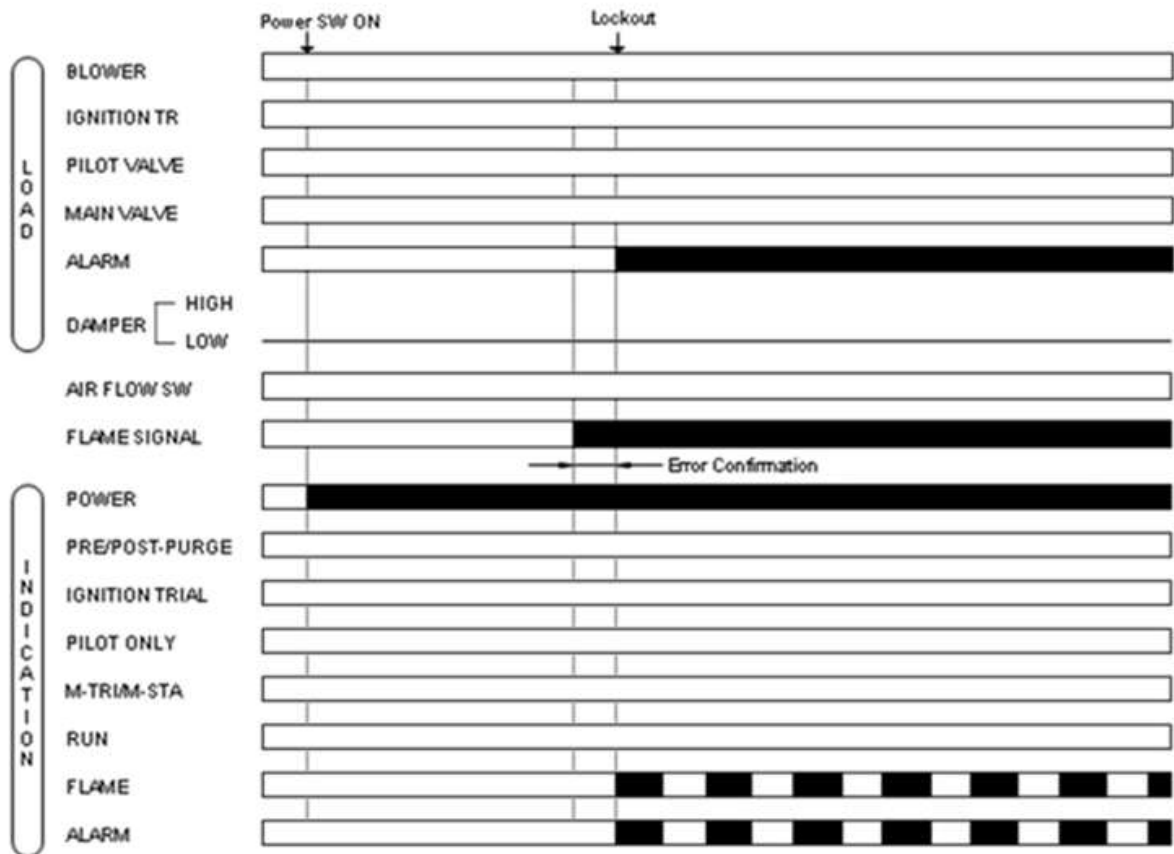 Power SW ON
Lockout
LOAD
BLOWER
IGNITION TR
PILOT VALVE
MAIN VALVE
ALARM
DAMPER
HIGH
LOW
AIR FLOW SW
FLAME SIGNAL
Error Confirmation
INDICATION
POWER
PRE/POST-PURGE
IGNITION TRIAL
PILOT ONLY
M-TRI/M-STA
RUN
FLAME
ALARM